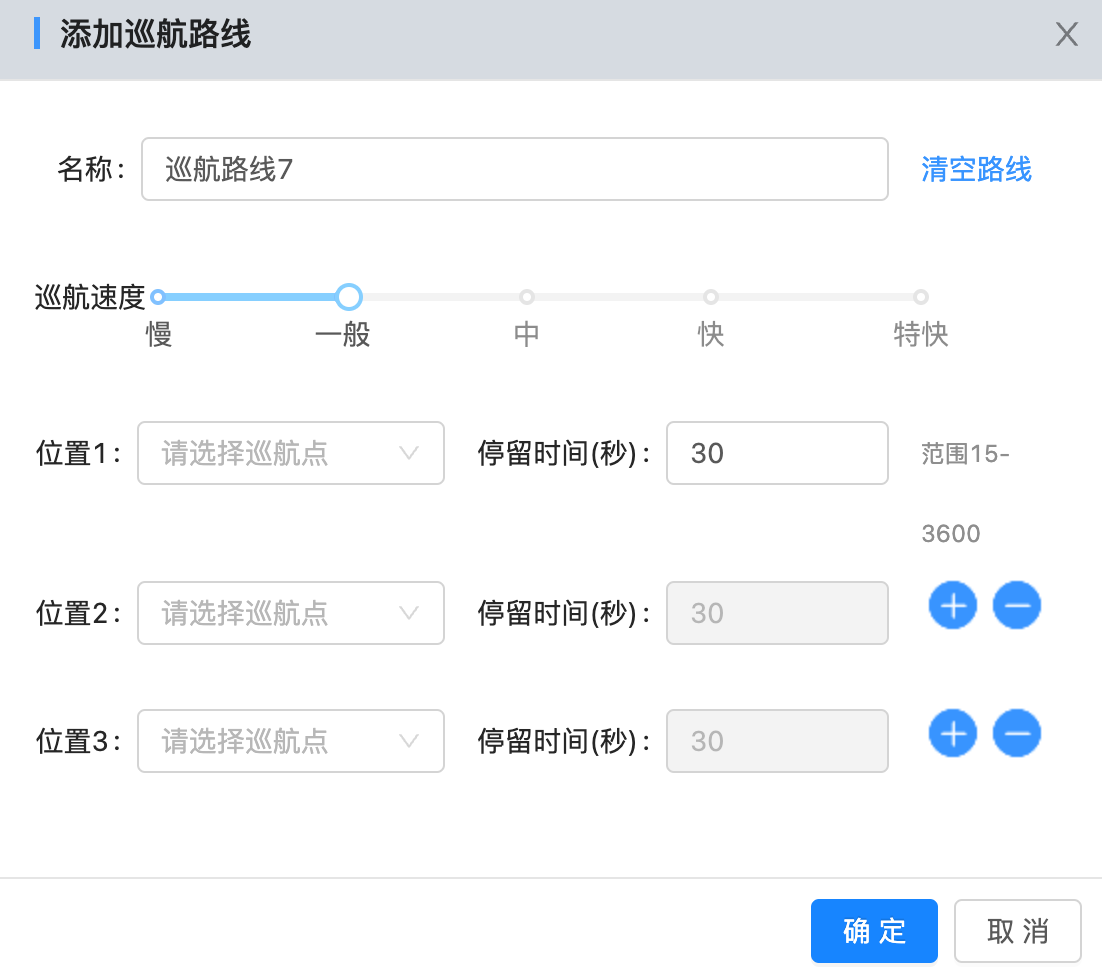 添加巡航路线
名称: 巡航路线7 清空路线
巡航速度
慢 一般 中 快 特快
位置1: 请选择巡航点 停留时间(秒): 30 范围15-
3600
位置2: 请选择巡航点 停留时间(秒): 30
位置3: 请选择巡航点 停留时间(秒): 30
确 定 取 消